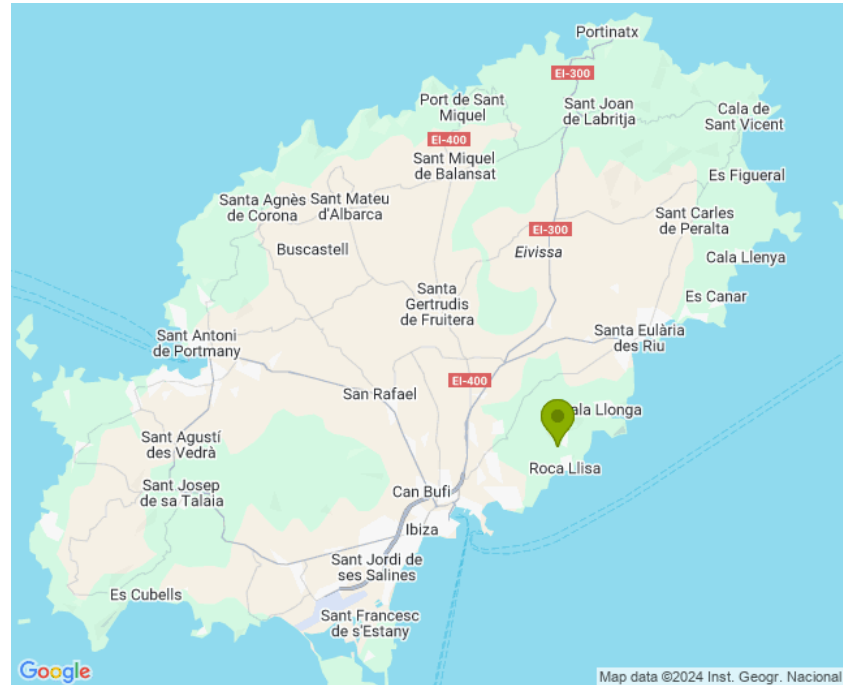 Portinatx
EI-300
Port de Sant
Miquel
Sant Joan
de Labritja
Cala de
Sant Vicent
EI-400
Sant Miquel
de Balansat
Es Figueral
Santa Agnès
de Corona
Sant Mateu
d'Albarca
Sant Carles
de Peralta
EI-300
Buscastell
Eivissa
Cala Llenya
Santa
Gertrudis
de Fruitera
Es Canar
Sant Antoni
de Portmany
Santa Eulària
des Riu
EI-400
San Rafael
ala Llonga
Sant Agustí
des Vedrà
Roca Llisa
Sant Josep
de sa Talaia
Can Bufí
Ibiza
Sant Jordi de
ses Salines
Es Cubells
Sant Francesc
de s'Estany
Google
Map data ©2024 Inst. Geogr. Nacional